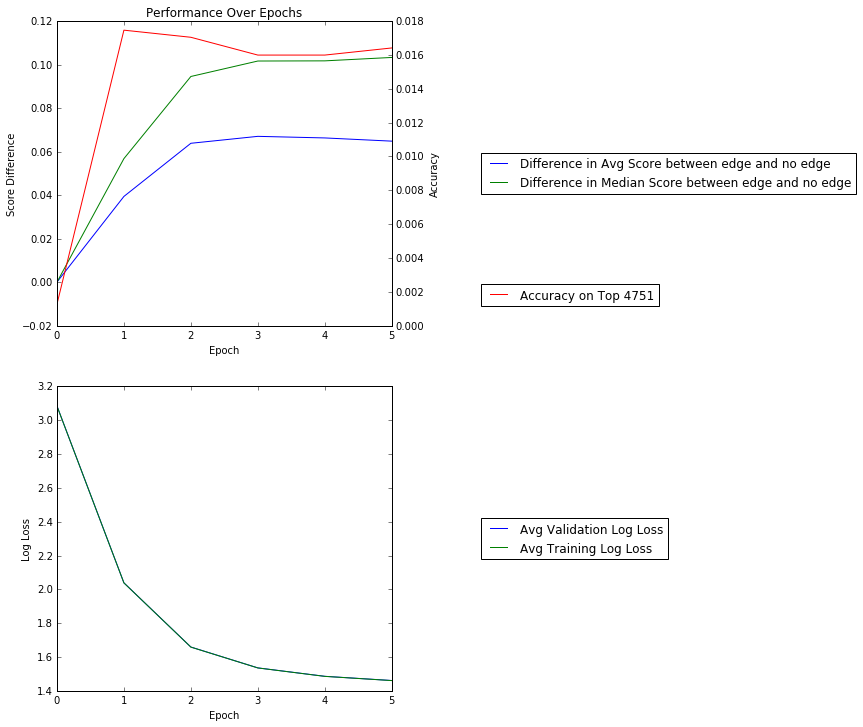 Performance Over Epochs
0.12
0.10
0.08
0.06
0.04
0.02
0.00
−0.02
Score Difference
0.018
0.016
0.014
0.012
0.010
0.008
0.006
0.004
0.002
0.000
Accuracy
0 1 2 3 4 5
Epoch
Difference in Avg Score between edge and no edge
Difference in Median Score between edge and no edge
Accuracy on Top 4751
3.2
3.0
2.8
2.6
2.4
2.2
2.0
1.8
1.6
1.4
Log Loss
0 1 2 3 4 5
Epoch
Avg Validation Log Loss
Avg Training Log Loss